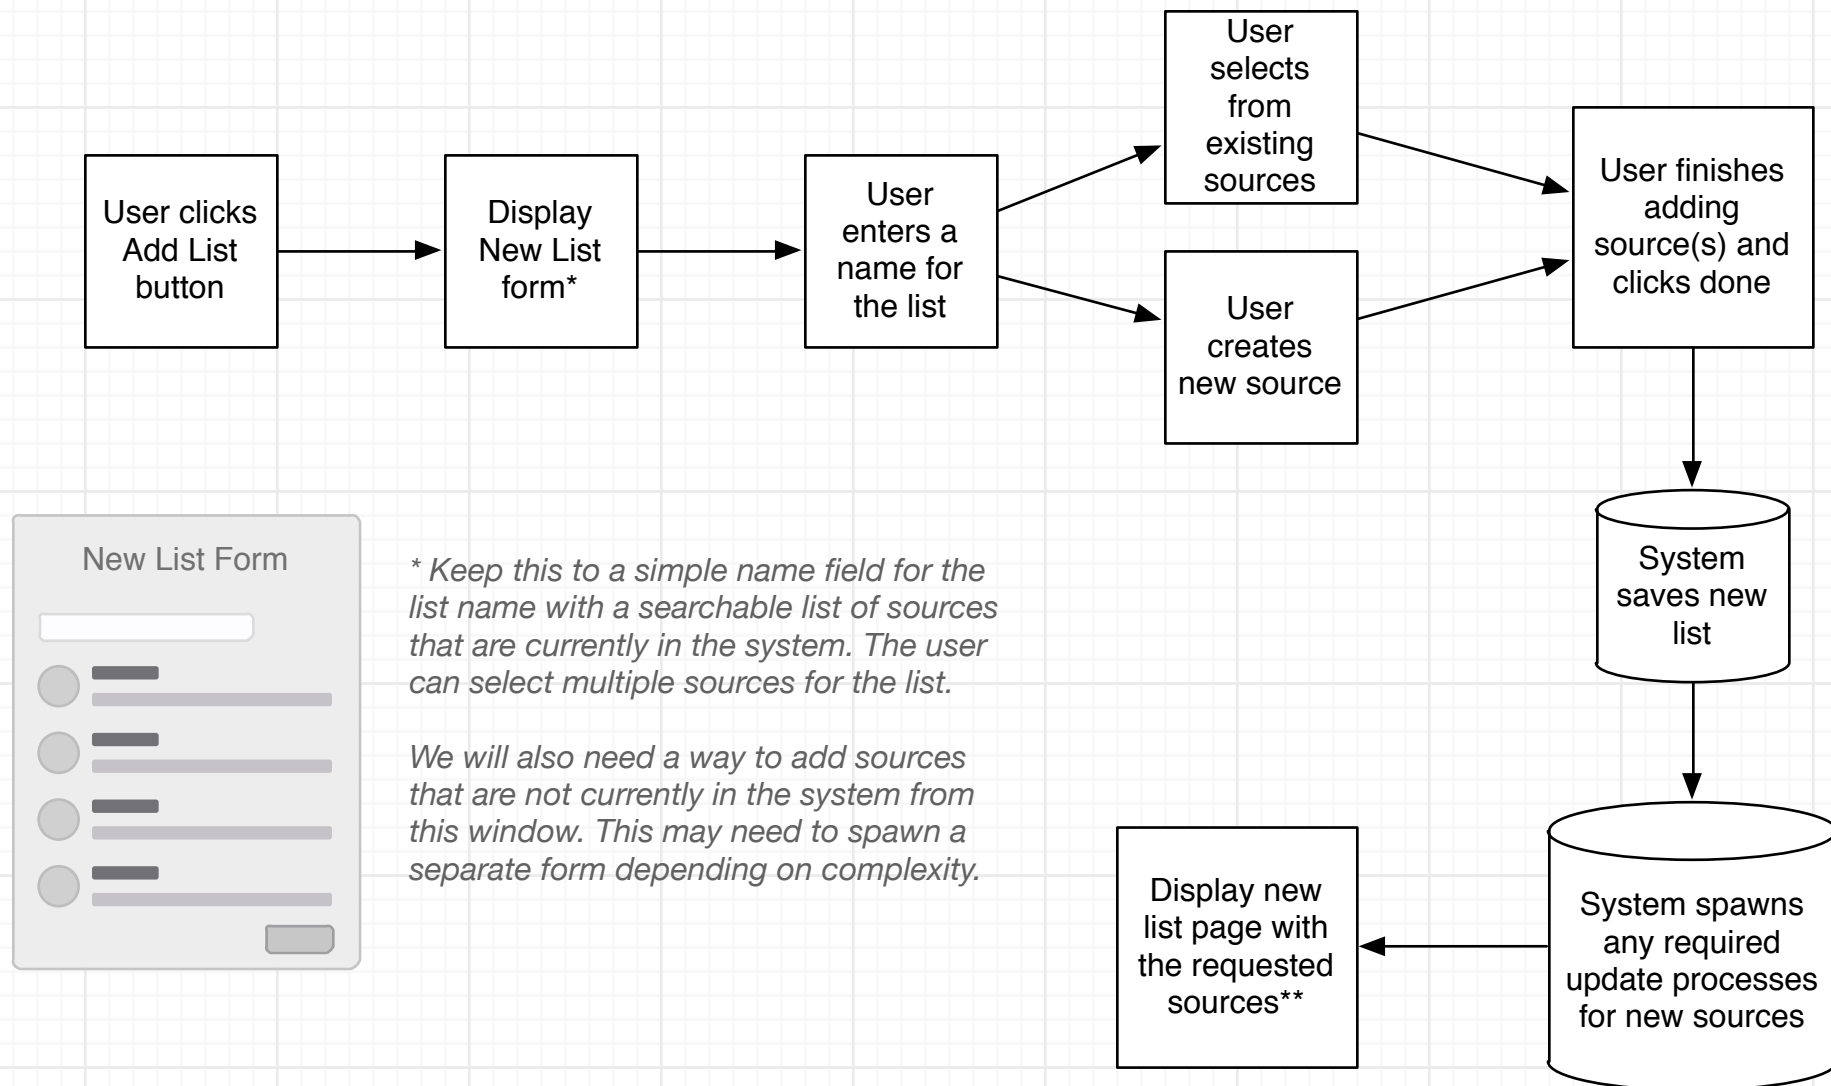 User
selects
from
existing
sources
User clicks
Add List
button
Display
New List
form*
User
enters a
name for
the list
User finishes
adding
source(s) and
clicks done
User
creates
new source
New List Form
* Keep this to a simple name field for the
list name with a searchable list of sources
that are currently in the system. The user
can select multiple sources for the list.
We will also need a way to add sources
that are not currently in the system from
this window. This may need to spawn a
separate form depending on complexity.
System
saves new
list
Display new
list page with
the requested
sources**
System spawns
any required
update processes
for new sources